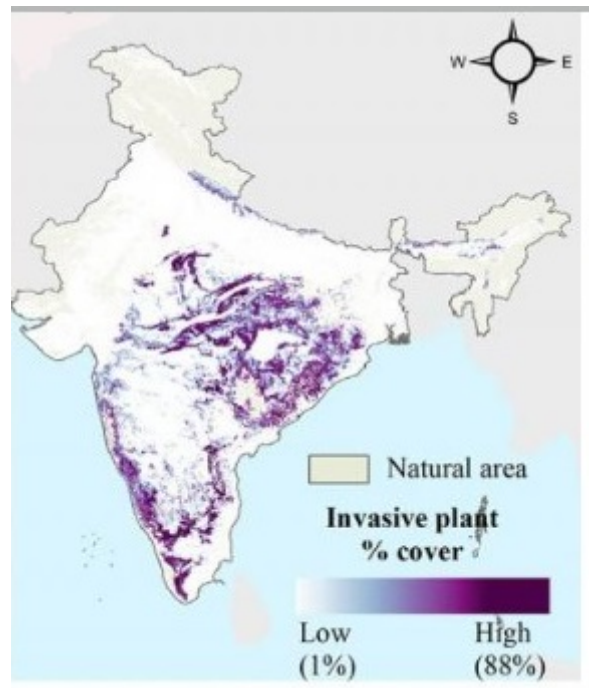 W E
S
Natural area
Invasive plant
% cover
Low High
(1%) (88%)